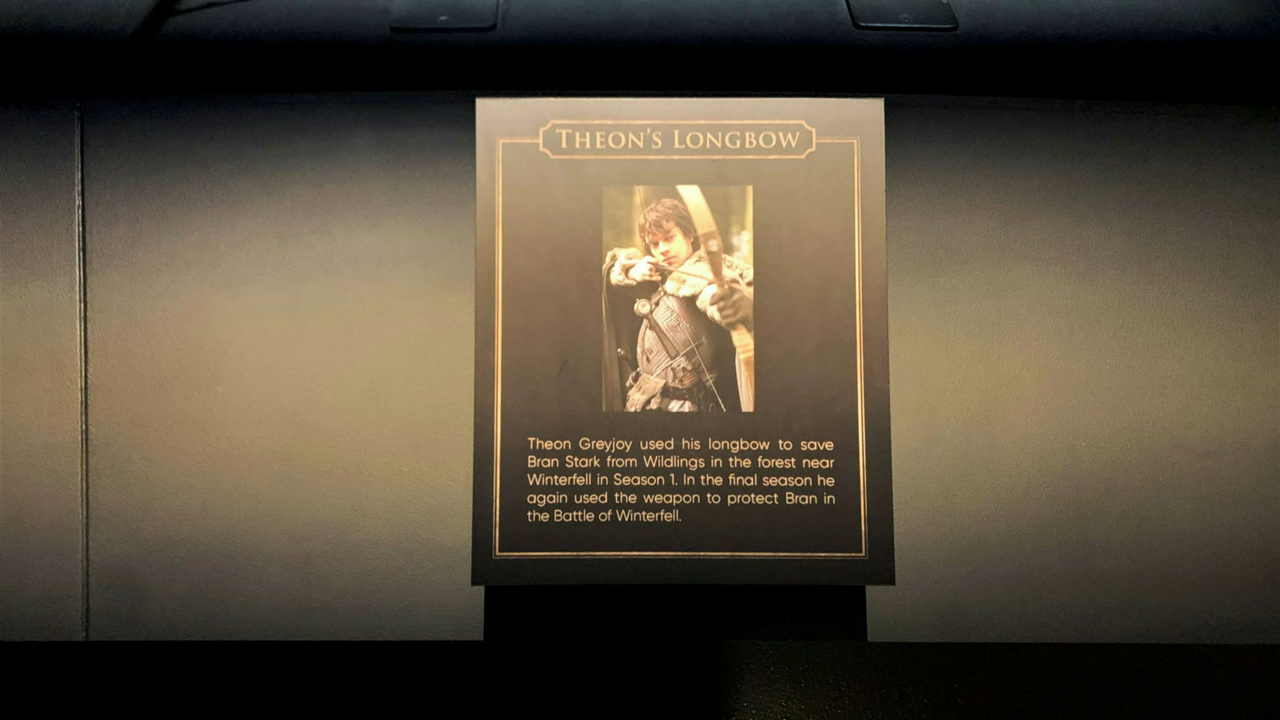 THEON'S LONGBOW
Theon Greyjoy used his longbow to save
Bran Stark from Wildlings in the forest near
Winterfell in Season 1. In the final season he
again used the weapon to protect Bran in
the Battle of Winterfell.